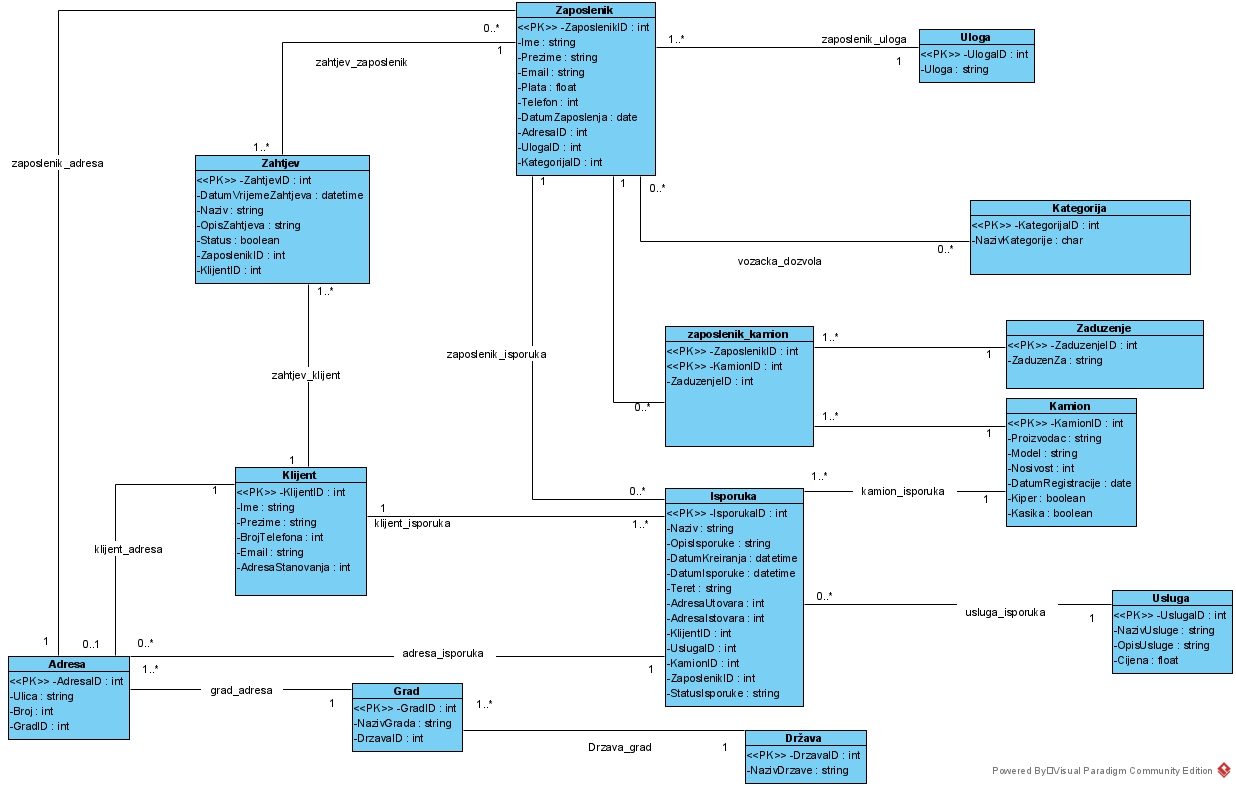 Zaposlenik
<<PK>> -ZaposlenikID : int
-Ime : string
-Prezime : string
-Email : string
-Plata : float
-Telefon : int
-DatumZaposlenja : date
-AdresaID : int
-UlogaID : int
-KategorijaID : int
0..*
1
1..*
zaposlenik_uloga
1
Uloga
<<PK>> -UlogaID : int
-Uloga : string
zahtjev_zaposlenik
1..*
zaposlenik_adresa
Zahtjev
<<PK>> -ZahtjevID : int
-DatumVrijemeZahtjeva : datetime
-Naziv : string
-OpisZahtjeva : string
-Status : boolean
-ZaposlenikID : int
-KlijentID : int
1..*
1
1
0..*
Kategorija
<<PK>> -KategorijaID : int
-NazivKategorije : char
0..*
vozacka_dozvola
zaposlenik_kamion
<<PK>> -ZaposlenikID : int
<<PK>> -KamionID : int
-ZaduzenjeID : int
1..*
1
Zaduzenje
<<PK>> -ZaduzenjeID : int
-ZaduzenZa : string
zaposlenik_isporuka
zahtjev_klijent
0..*
1..*
1
Kamion
<<PK>> -KamionID : int
-Proizvodac : string
-Model : string
-Nosivost : int
-DatumRegistracije : date
-Kiper : boolean
-Kasika : boolean
1
1
Klijent
<<PK>> -KlijentID : int
-Ime : string
-Prezime : string
-BrojTelefona : int
-Email : string
-AdresaStanovanja : int
1
klijent_isporuka
0..*
1..*
Isporuka
<<PK>> -IsporukaID : int
-Naziv : string
-OpisIsporuke : string
-DatumKreiranja : datetime
-DatumIsporuke : datetime
-Teret : string
-AdresaUtovara : int
-AdresaIstovara : int
-KlijentID : int
-UslugaID : int
-KamionID : int
-ZaposlenikID : int
-StatusIsporuke : string
1..*
kamion_isporuka
1
klijent_adresa
0..*
usluga_isporuka
1
Usluga
<<PK>> -UslugaID : int
-NazivUsluge : string
-OpisUsluge : string
-Cijena : float
1
0..1
0..*
adresa_isporuka
1
Adresa
<<PK>> -AdresaID : int
-Ulica : string
-Broj : int
-GradID : int
1..*
grad_adresa
1
Grad
<<PK>> -GradID : int
-NazivGrada : string
-DrzavaID : int
1..*
Drzava_grad
1
Država
<<PK>> -DrzavaID : int
-NazivDrzave : string
Powered By Visual Paradigm Community Edition